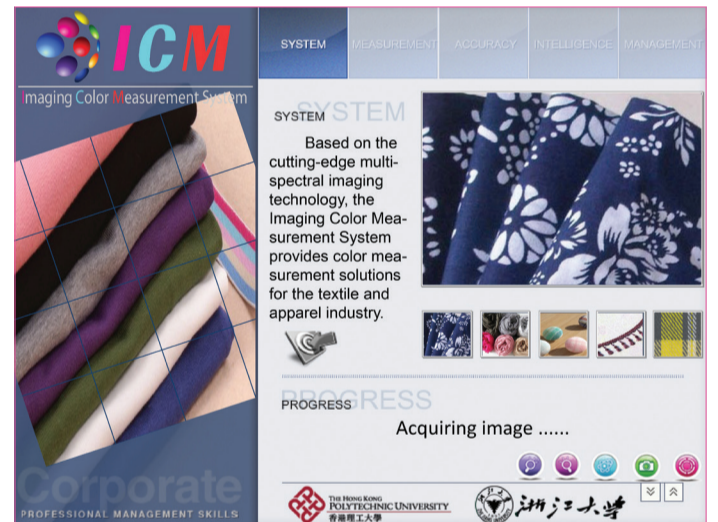 ICM
Imaging Color Measurement System
SYSTEM
MEASUREMENT
ACCURACY
INTELLIGENCE
MANAGEMENT
SYSTEM
SYSTEM
Based on the
cutting-edge multi-
spectral imaging
technology, the
Imaging Color Mea-
surement System
provides color mea-
surement solutions
for the textile and
apparel industry.
PROGRESS
PROGRESS
Acquiring image ......
Corporate
PROFESSIONAL MANAGEMENT SKILLS
THE HONG KONG
POLYTECHNIC UNIVERSITY
香港理工大學
浙江大学